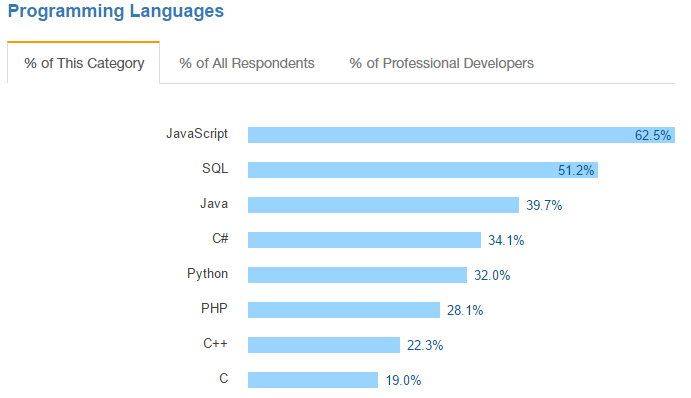 Programming Languages
% of This Category % of All Respondents % of Professional Developers
JavaScript 62.5%
SQL 51.2%
Java 39.7%
C# 34.1%
Python 32.0%
PHP 28.1%
C++ 22.3%
C 19.0%